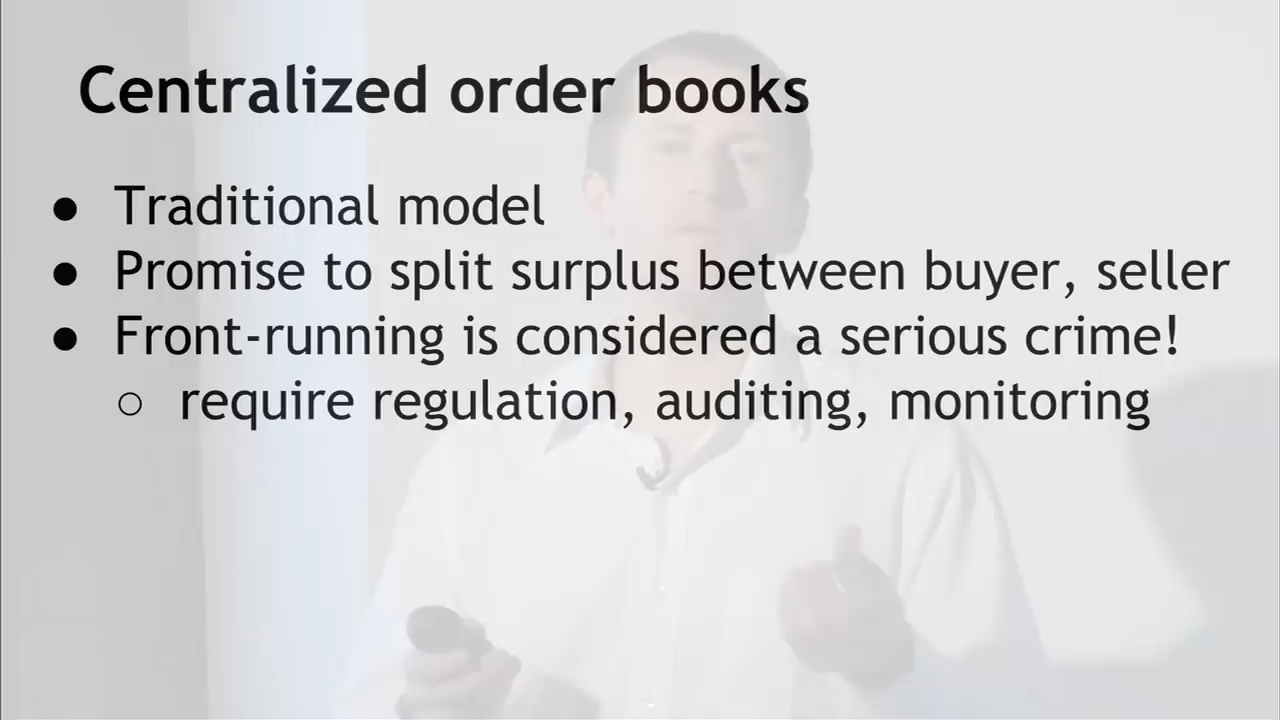 Centralized order books
● Traditional model
● Promise to split surplus between buyer, seller
● Front-running is considered a serious crime!
○ require regulation, auditing, monitoring